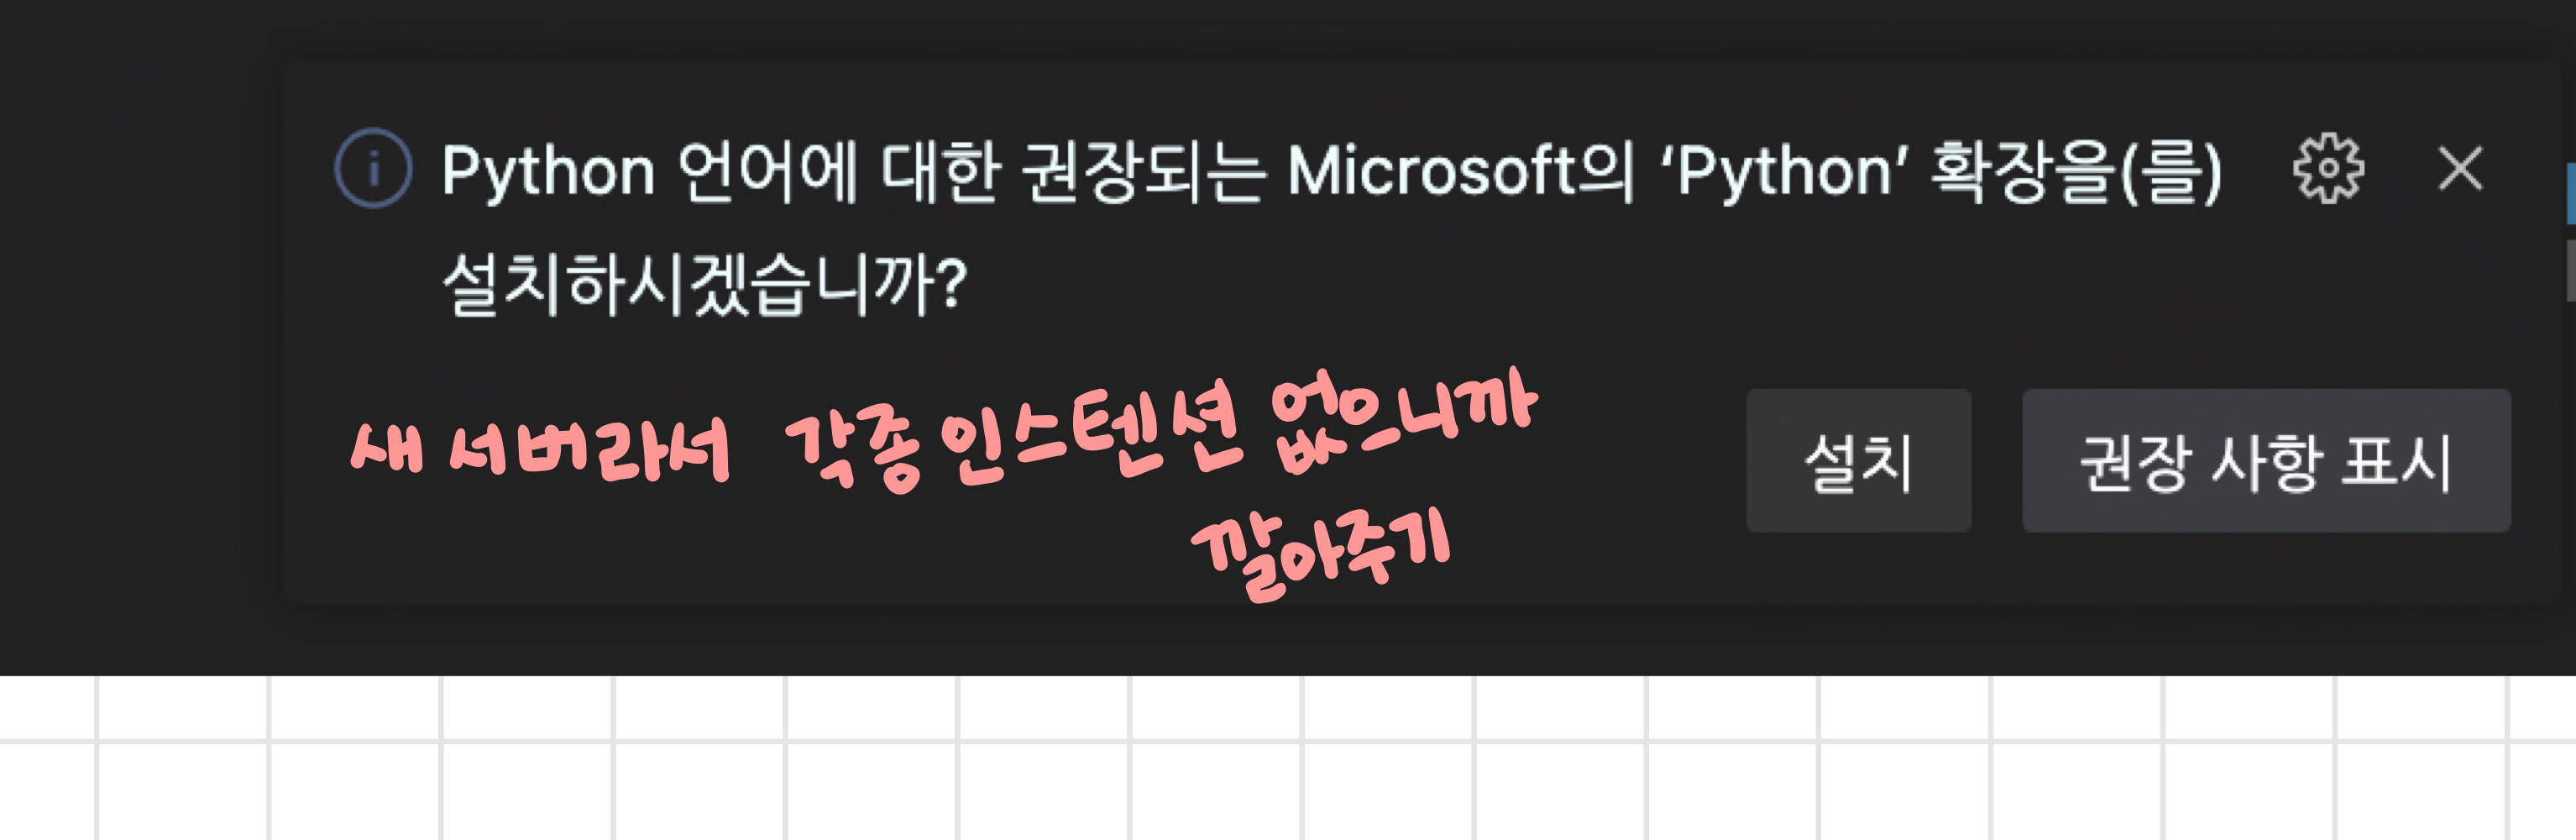 Python 언어에 대한 권장되는 Microsoft의 ‘Python’ 확장을(를)
설치하시겠습니까?
새 서버라서 각종 인스텐션 없으니까
깔아주기
설치 권장 사항 표시